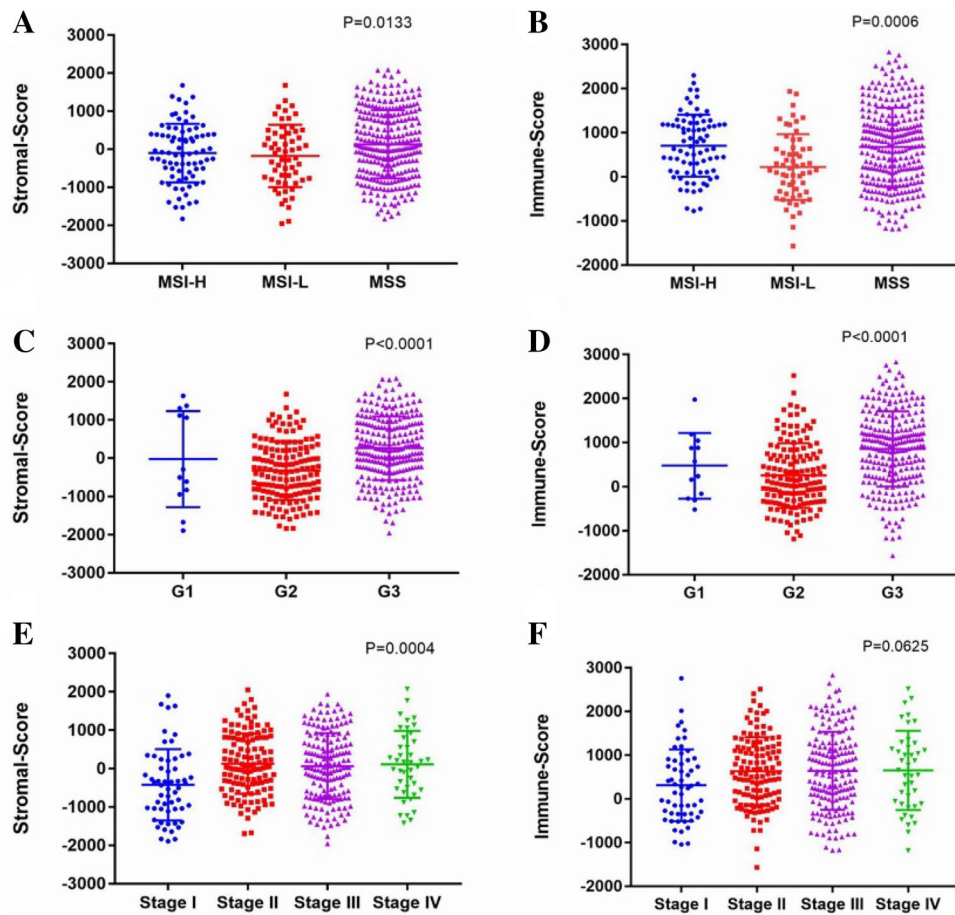 A
P=0.0133
Stromal-Score
3000
2000
1000
0
-1000
-2000
-3000
MSI-H MSI-L MSS
B
P=0.0006
Immune-Score
3000
2000
1000
0
-1000
-2000
MSI-H MSI-L MSS
C
P<0.0001
Stromal-Score
3000
2000
1000
0
-1000
-2000
-3000
G1 G2 G3
D
P<0.0001
Immune-Score
3000
2000
1000
0
-1000
-2000
G1 G2 G3
E
P=0.0004
Stromal-Score
3000
2000
1000
0
-1000
-2000
-3000
Stage I Stage II Stage III Stage IV
F
P=0.0625
Immune-Score
3000
2000
1000
0
-1000
-2000
Stage I Stage II Stage III Stage IV